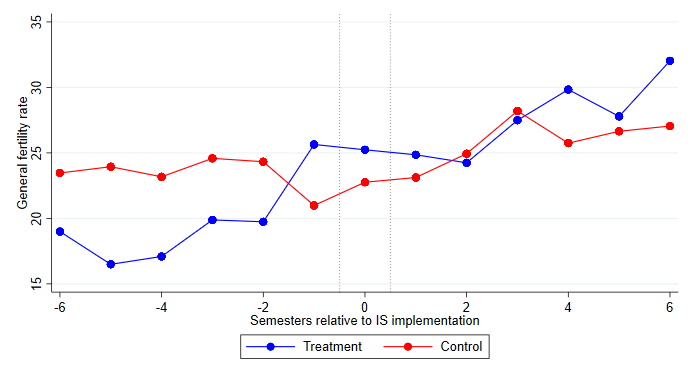 35
30
25
20
15
General fertility rate
-6 -4 -2 0 2 4 6
Semesters relative to IS implementation
Treatment Control